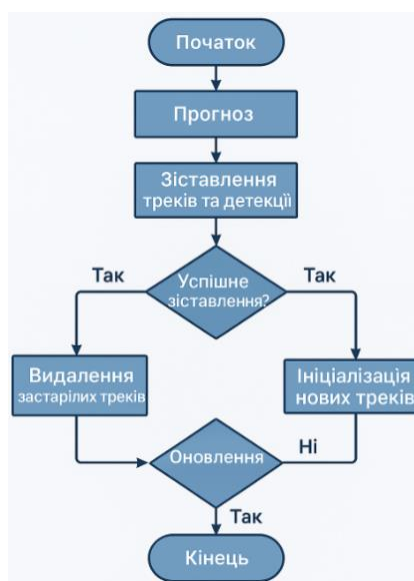 Початок
Прогноз
Зіставлення
треків та детекції
Так
Успішне
зіставлення?
Так
Видалення
застарілих треків
Ініціалізація
нових треків
Оновлення
Ні
Так
Кінець